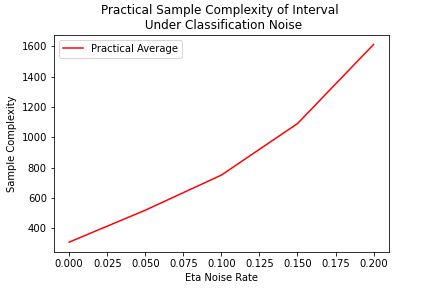 Practical Sample Complexity of Interval
Under Classification Noise
Practical Average
Sample Complexity
1600
1400
1200
1000
800
600
400
0.000 0.025 0.050 0.075 0.100 0.125 0.150 0.175 0.200
Eta Noise Rate